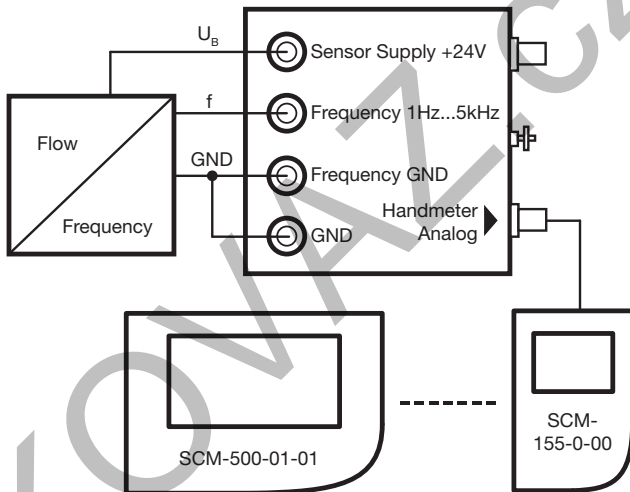 U_B
Sensor Supply +24V
f
Frequency 1Hz...5kHz
Flow
GND
Frequency GND
Frequency
Handmeter
Analog
GND
SCM-500-01-01
SCM-
155-0-00